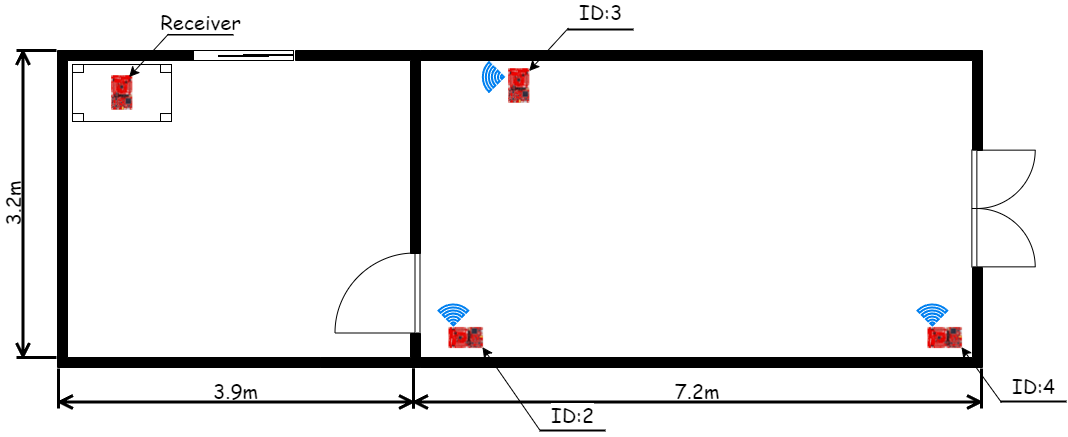 Receiver
ID:3
3.2m
3.9m
7.2m
ID:2
ID:4